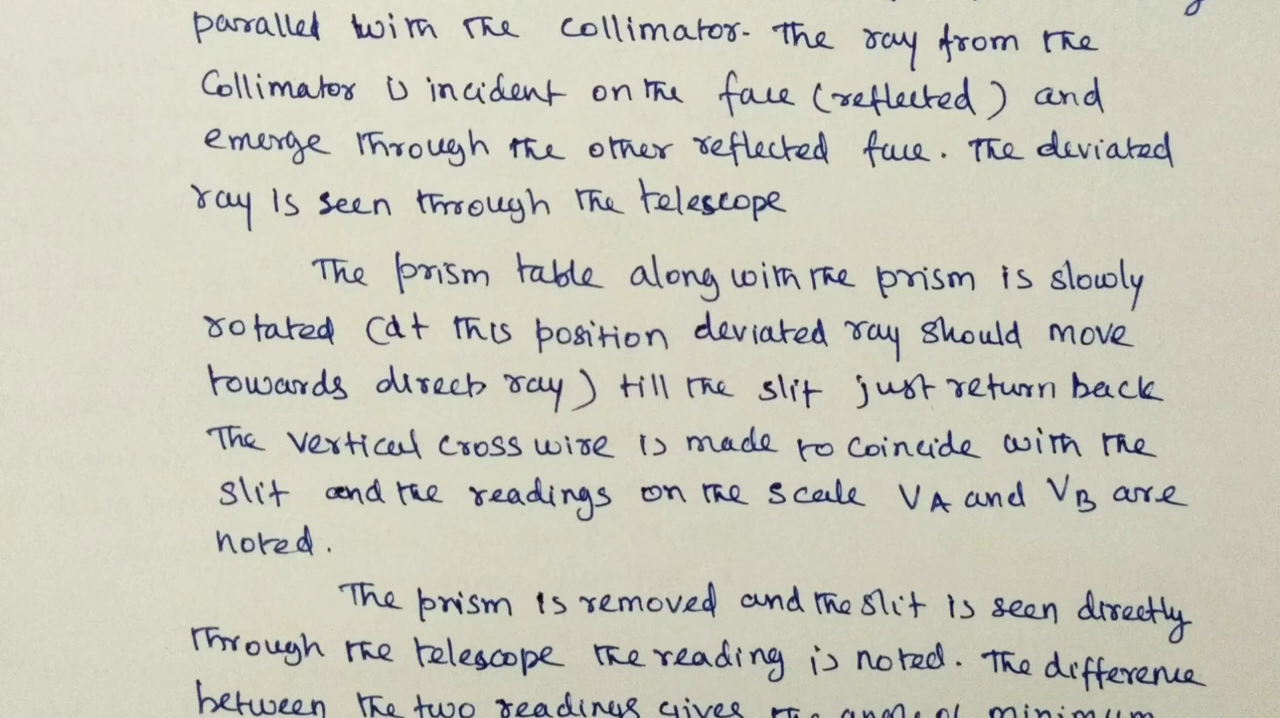 parallel with the collimator. The ray from the
Collimator is incident on the face (reflected) and
emerge through the other reflected face. The deviated
ray is seen through the telescope
The prism table along with the prism is slowly
rotated (at this position deviated ray should move
towards direct ray) till the slit just return back
The vertical cross wire is made to coincide with the
slit and the readings on the scale VA and VB are
noted.
The prism is removed and the slit is seen directly
through the telescope the reading is noted. The difference
between the two readings gives the angle of minimum